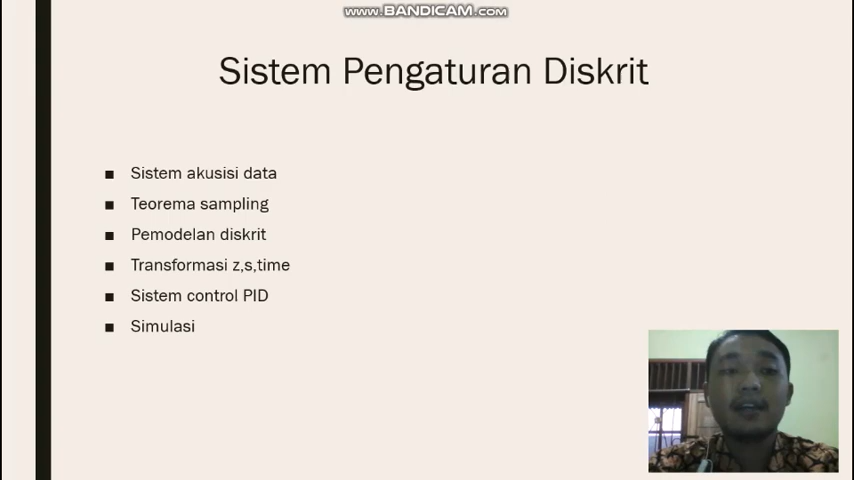 www.BANDICAM.com
Sistem Pengaturan Diskrit
Sistem akusisi data
Teorema sampling
Pemodelan diskrit
Transformasi z,s,time
Sistem control PID
Simulasi